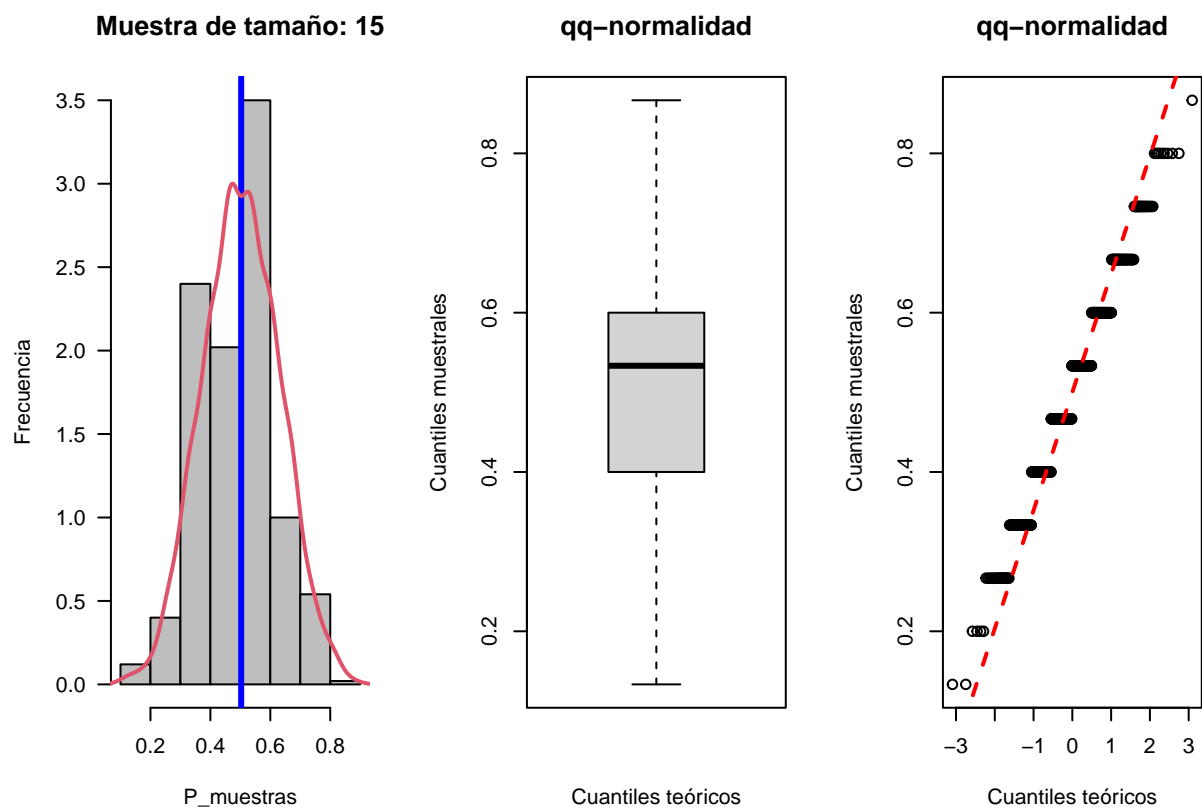 Muestra de tamaño: 15
Frecuencia
0.0
0.5
1.0
1.5
2.0
2.5
3.0
3.5
0.2
0.4
0.6
0.8
P_muestras
qq−normalidad
Cuantiles muestrales
0.2
0.4
0.6
0.8
Cuantiles teóricos
qq−normalidad
Cuantiles muestrales
0.2
0.4
0.6
0.8
−3
−1
0
1
2
3
Cuantiles teóricos